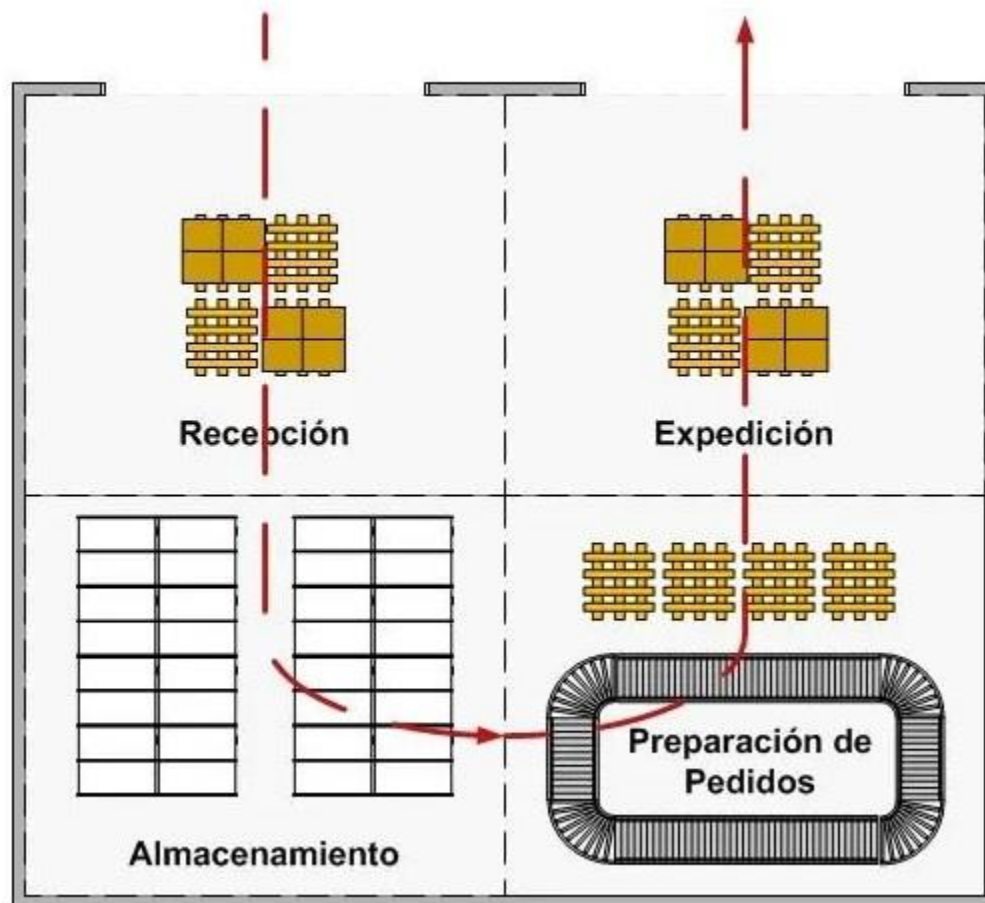 Recepción
Expedición
Almacenamiento
Preparación de
Pedidos